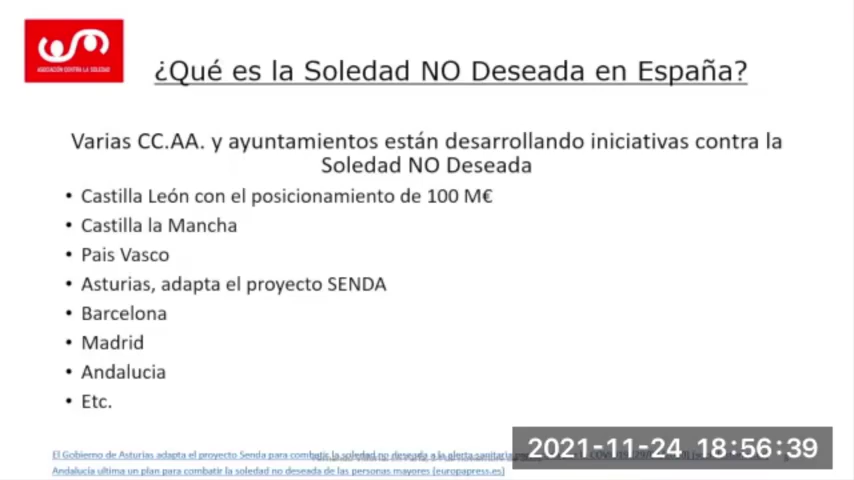 ASOCIACIÓN CONTRA LA SOLEDAD
¿Qué es la Soledad NO Deseada en España?
Varias CC.AA. y ayuntamientos están desarrollando iniciativas contra la
Soledad NO Deseada
• Castilla León con el posicionamiento de 100 M€
• Castilla la Mancha
• Pais Vasco
• Asturias, adapta el proyecto SENDA
• Barcelona
• Madrid
• Andalucia
• Etc.
El Gobierno de Asturias adapta el proyecto Senda para combatir la soledad no deseada a la alerta sanitaria
2021-11-24 18:56:39
Andalucía ultima un plan para combatir la soledad no deseada de las personas mayores (europapress.es)